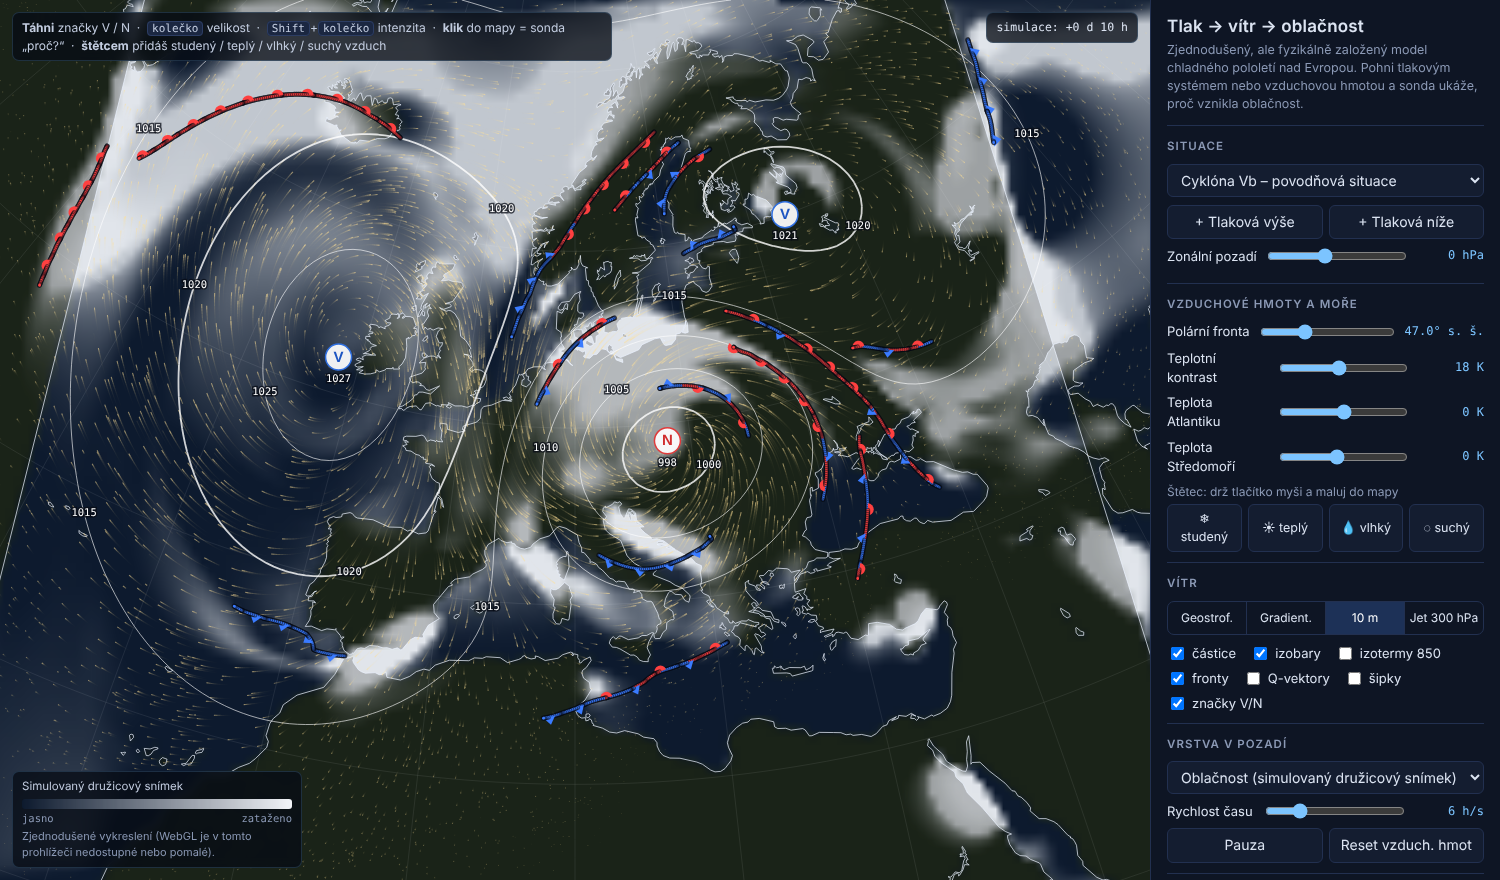 Táhni značky V / N · kolečko velikost · Shift + kolečko intenzita · klik do mapy = sonda
„proč?“ · štětcem přidáš studený / teplý / vlhký / suchý vzduch
simulace: +0 d 10 h
1015
1015
1020
V
1021
1020
1020
1015
V
1027
1025
1005
1010
N
998
1000
1015
1020
1015
Simulovaný družicový snímek
jasno zataženo
Zjednodušené vykreslení (WebGL je v tomto
prohlížeči nedostupné nebo pomalé).
Tlak → vítr → oblačnost
Zjednodušený, ale fyzikálně založený model
chladného pololetí nad Evropou. Pohni tlakovým
systémem nebo vzduchovou hmotou a sonda ukáže,
proč vznikla oblačnost.
SITUACE
Cyklóna Vb – povodňová situace
+ Tlaková výše + Tlaková níže
Zonální pozadí 0 hPa
VZDUCHOVÉ HMOTY A MOŘE
Polární fronta 47.0° s. š.
Teplotní
kontrast 18 K
Teplota
Atlantiku 0 K
Teplota
Středomoří 0 K
Štětec: drž tlačítko myši a maluj do mapy
❄
studený ☀ teplý 💧 vlhký ○ suchý
VÍTR
Geostrof. Gradient. 10 m Jet 300 hPa
částice izobary izotermy 850
fronty Q-vektory šipky
značky V/N
VRSTVA V POZADÍ
Oblačnost (simulovaný družicový snímek)
Rychlost času 6 h/s
Pauza Reset vzduch. hmot